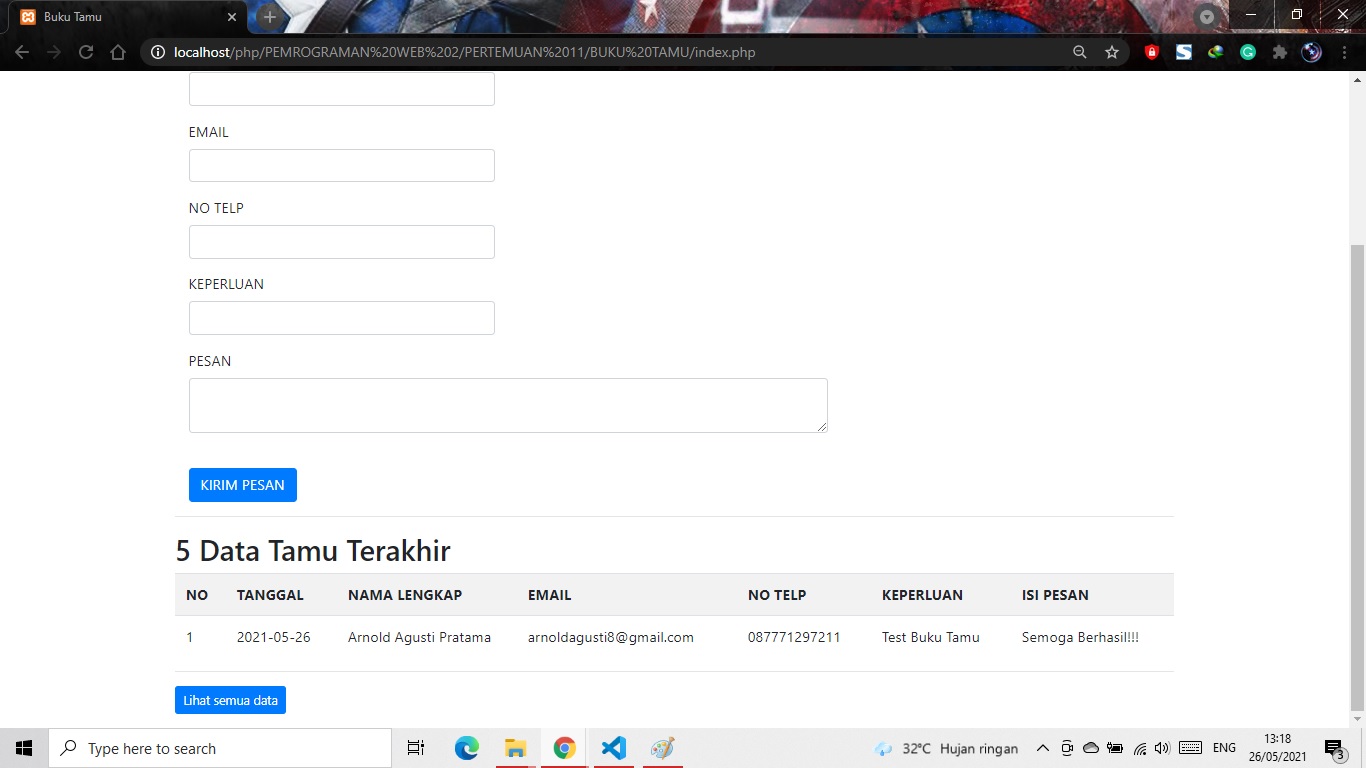 Buku Tamu
localhost/php/PEMROGRAMAN%20WEB%202/PERTEMUAN%2011/BUKU%20TAMU/index.php
EMAIL
NO TELP
KEPERLUAN
PESAN
KIRIM PESAN
5 Data Tamu Terakhir
NO TANGGAL NAMA LENGKAP EMAIL NO TELP KEPERLUAN ISI PESAN
1 2021-05-26 Arnold Agusti Pratama arnoldagusti8@gmail.com 087771297211 Test Buku Tamu Semoga Berhasil!!!
Lihat semua data
Type here to search
32°C Hujan ringan
ENG
13:18
26/05/2021
3